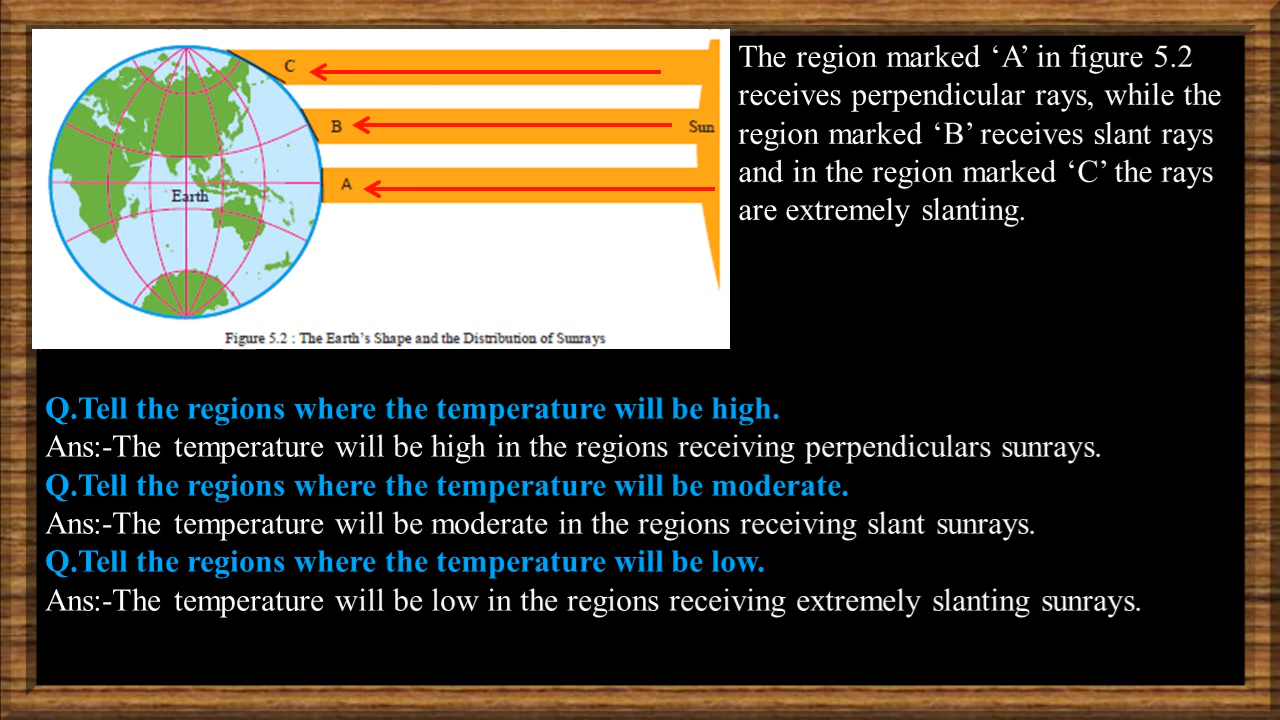 C
B
Sun
A
Earth
Figure 5.2 : The Earth's Shape and the Distribution of Sunrays
The region marked ‘A’ in figure 5.2
receives perpendicular rays, while the
region marked ‘B’ receives slant rays
and in the region marked ‘C’ the rays
are extremely slanting.
Q.Tell the regions where the temperature will be high.
Ans:-The temperature will be high in the regions receiving perpendiculars sunrays.
Q.Tell the regions where the temperature will be moderate.
Ans:-The temperature will be moderate in the regions receiving slant sunrays.
Q.Tell the regions where the temperature will be low.
Ans:-The temperature will be low in the regions receiving extremely slanting sunrays.